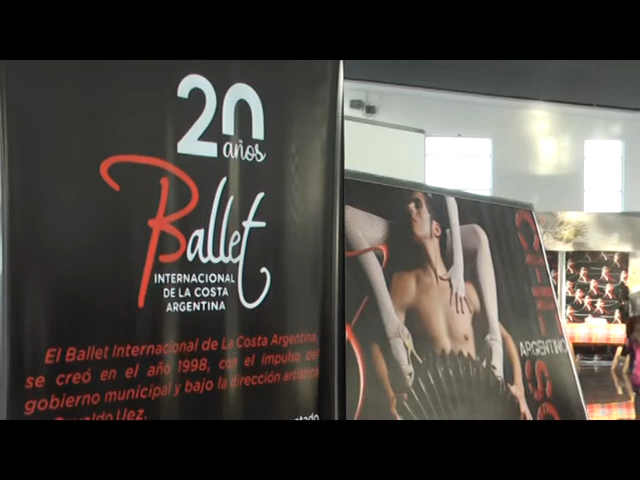 20
años
Ballet
INTERNACIONAL
DE LA COSTA
ARGENTINA
El Ballet Internacional de La Costa Argentina,
se creó en el año 1998, con el impulso del
gobierno municipal y bajo la dirección artística
Uez.
ARGENTINO